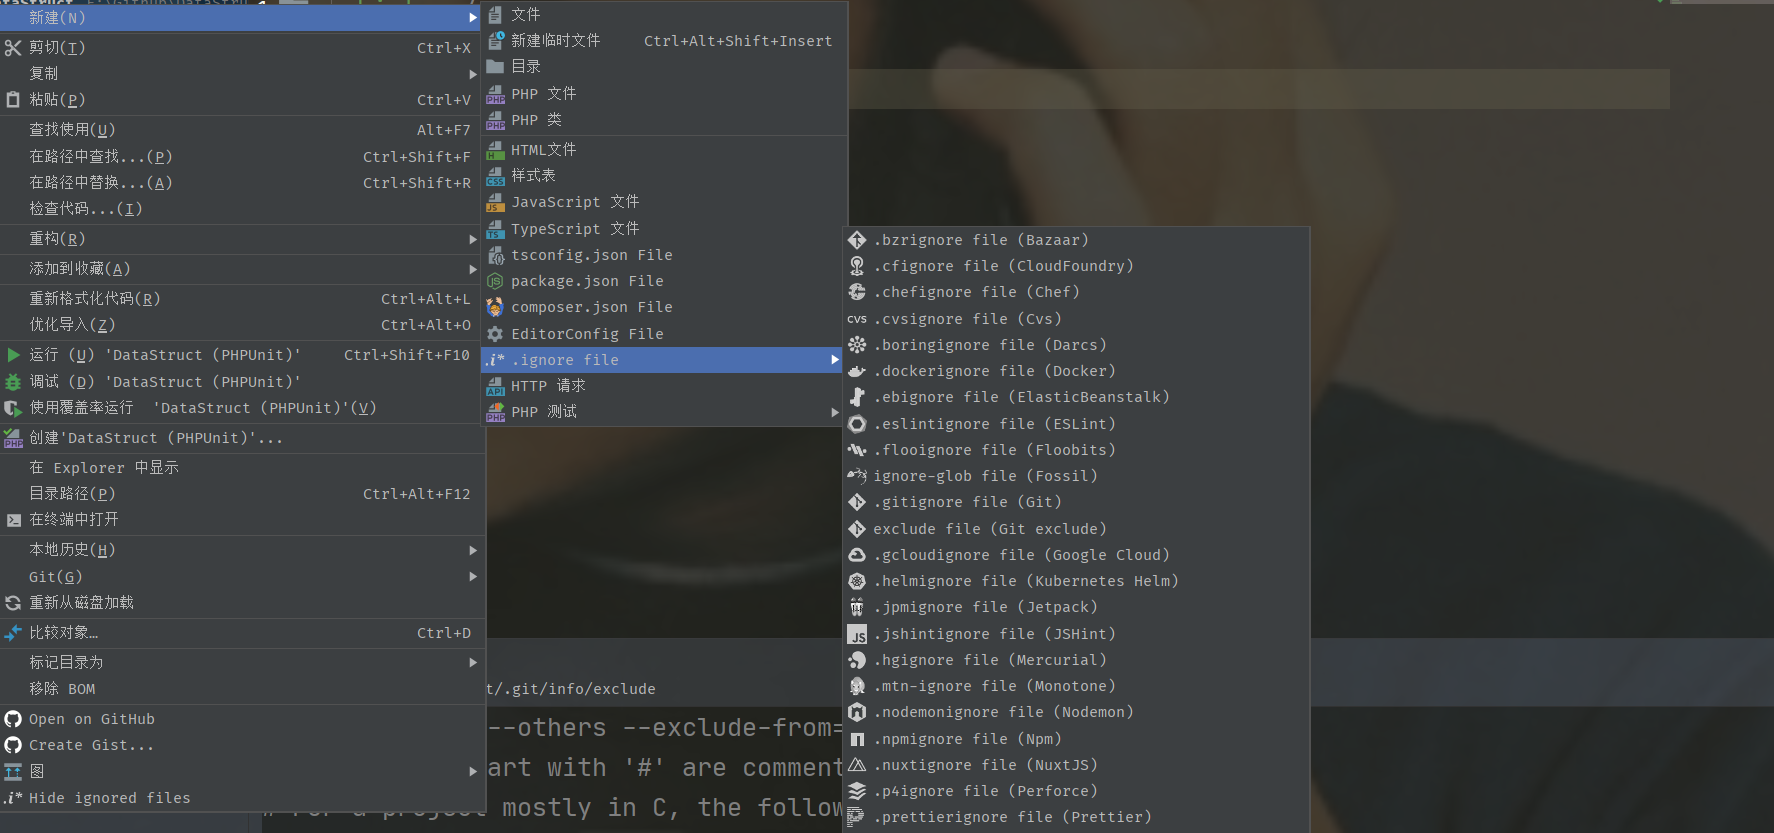 新建(N)
剪切(T) Ctrl+X
复制
粘贴(P) Ctrl+V
查找使用(U) Alt+F7
在路径中查找...(P) Ctrl+Shift+F
在路径中替换...(A) Ctrl+Shift+R
检查代码...(I)
重构(R)
添加到收藏(A)
重新格式化代码(R) Ctrl+Alt+L
优化导入(Z) Ctrl+Alt+O
运行 (U) 'DataStruct (PHPUnit)' Ctrl+Shift+F10
调试 (D) 'DataStruct (PHPUnit)'
使用覆盖率运行 'DataStruct (PHPUnit)'(V)
创建'DataStruct (PHPUnit)'...
在 Explorer 中显示
目录路径(P) Ctrl+Alt+F12
在终端中打开
本地历史(H)
Git(G)
重新从磁盘加载
比较对象… Ctrl+D
标记目录为
移除 BOM
Open on GitHub
Create Gist...
图
.i* Hide ignored files
文件
新建临时文件 Ctrl+Alt+Shift+Insert
目录
PHP 文件
PHP 类
HTML文件
样式表
JavaScript 文件
TypeScript 文件
tsconfig.json File
package.json File
composer.json File
EditorConfig File
.i* .ignore file
HTTP 请求
PHP 测试
.bzrignore file (Bazaar)
.cfignore file (CloudFoundry)
.chefignore file (Chef)
CVS .cvsignore file (Cvs)
.boringignore file (Darcs)
.dockerignore file (Docker)
.ebignore file (ElasticBeanstalk)
.eslintignore file (ESLint)
.flooignore file (Floobits)
ignore-glob file (Fossil)
.gitignore file (Git)
exclude file (Git exclude)
.gcloudignore file (Google Cloud)
.helmignore file (Kubernetes Helm)
.jpmignore file (Jetpack)
.jshintignore file (JSHint)
.hgignore file (Mercurial)
.mtn-ignore file (Monotone)
.nodemonignore file (Nodemon)
.npmignore file (Npm)
.nuxtignore file (NuxtJS)
.p4ignore file (Perforce)
.prettierignore file (Prettier)
t/.git/info/exclude
--others --exclude-from=
art with '#' are comment
# For a project mostly in C, the follow